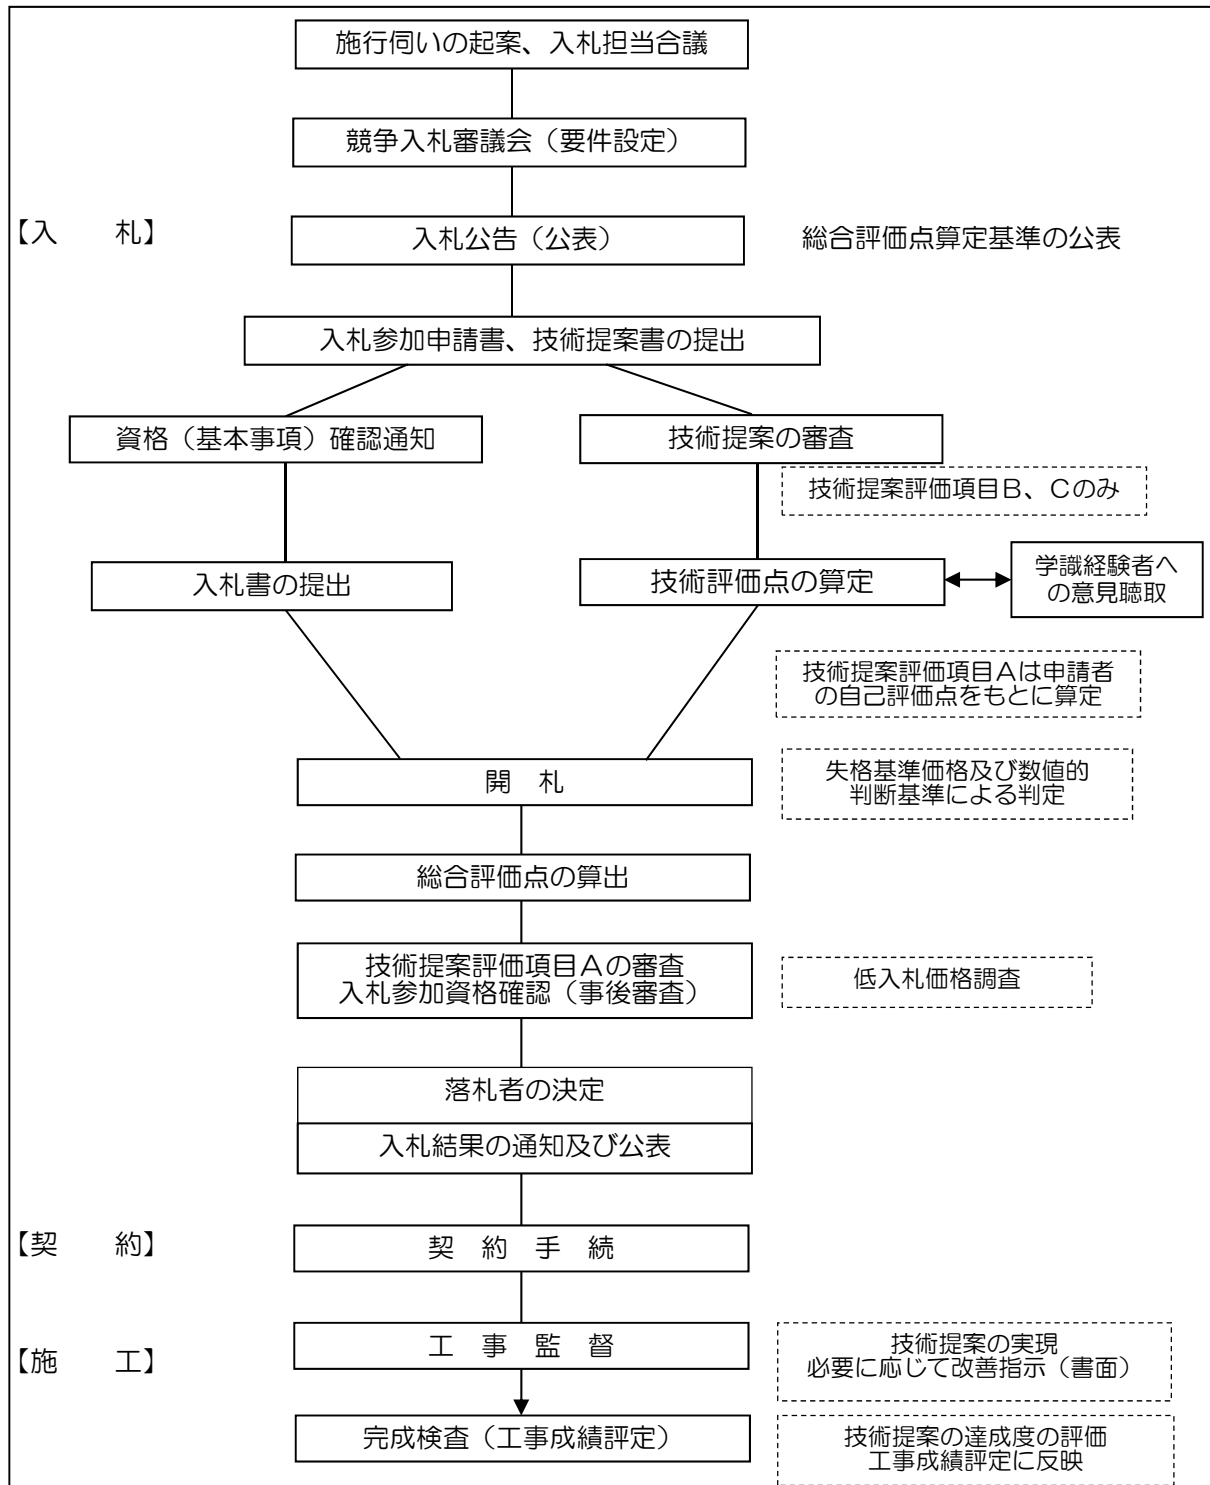 施行伺いの起案、入札担当合議
競争入札審議会（要件設定）
【入　　札】
入札公告（公表）
総合評価点算定基準の公表
入札参加申請書、技術提案書の提出
資格（基本事項）確認通知
技術提案の審査
技術提案評価項目Ｂ、Ｃのみ
入札書の提出
技術評価点の算定
学識経験者へ
の意見聴取
技術提案評価項目Ａは申請者
の自己評価点をもとに算定
開　札
失格基準価格及び数値的
判断基準による判定
総合評価点の算出
技術提案評価項目Ａの審査
入札参加資格確認（事後審査）
低入札価格調査
落札者の決定
入札結果の通知及び公表
【契　　約】
契　約　手　続
【施　　工】
工　事　監　督
技術提案の実現
必要に応じて改善指示（書面）
完成検査（工事成績評定）
技術提案の達成度の評価
工事成績評定に反映